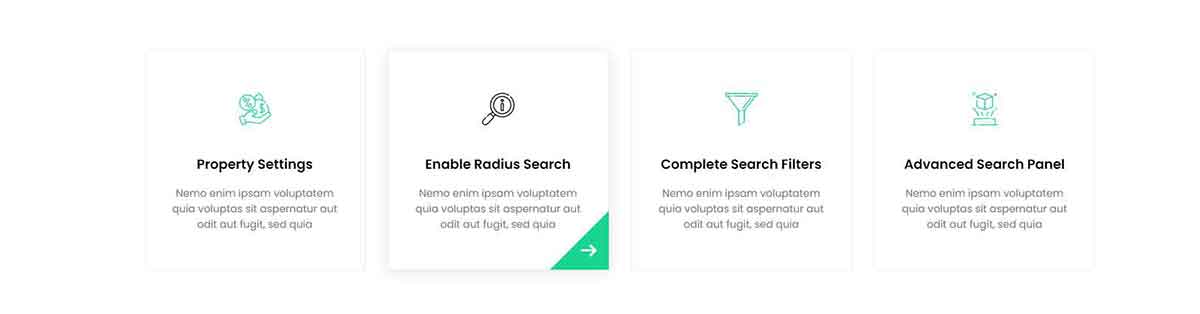 Property Settings
Nemo enim ipsam voluptatem
quia voluptas sit aspernatur aut
odit aut fugit, sed quia
Enable Radius Search
Nemo enim ipsam voluptatem
quia voluptas sit aspernatur aut
odit aut fugit, sed quia
Complete Search Filters
Nemo enim ipsam voluptatem
quia voluptas sit aspernatur aut
odit aut fugit, sed quia
Advanced Search Panel
Nemo enim ipsam voluptatem
quia voluptas sit aspernatur aut
odit aut fugit, sed quia